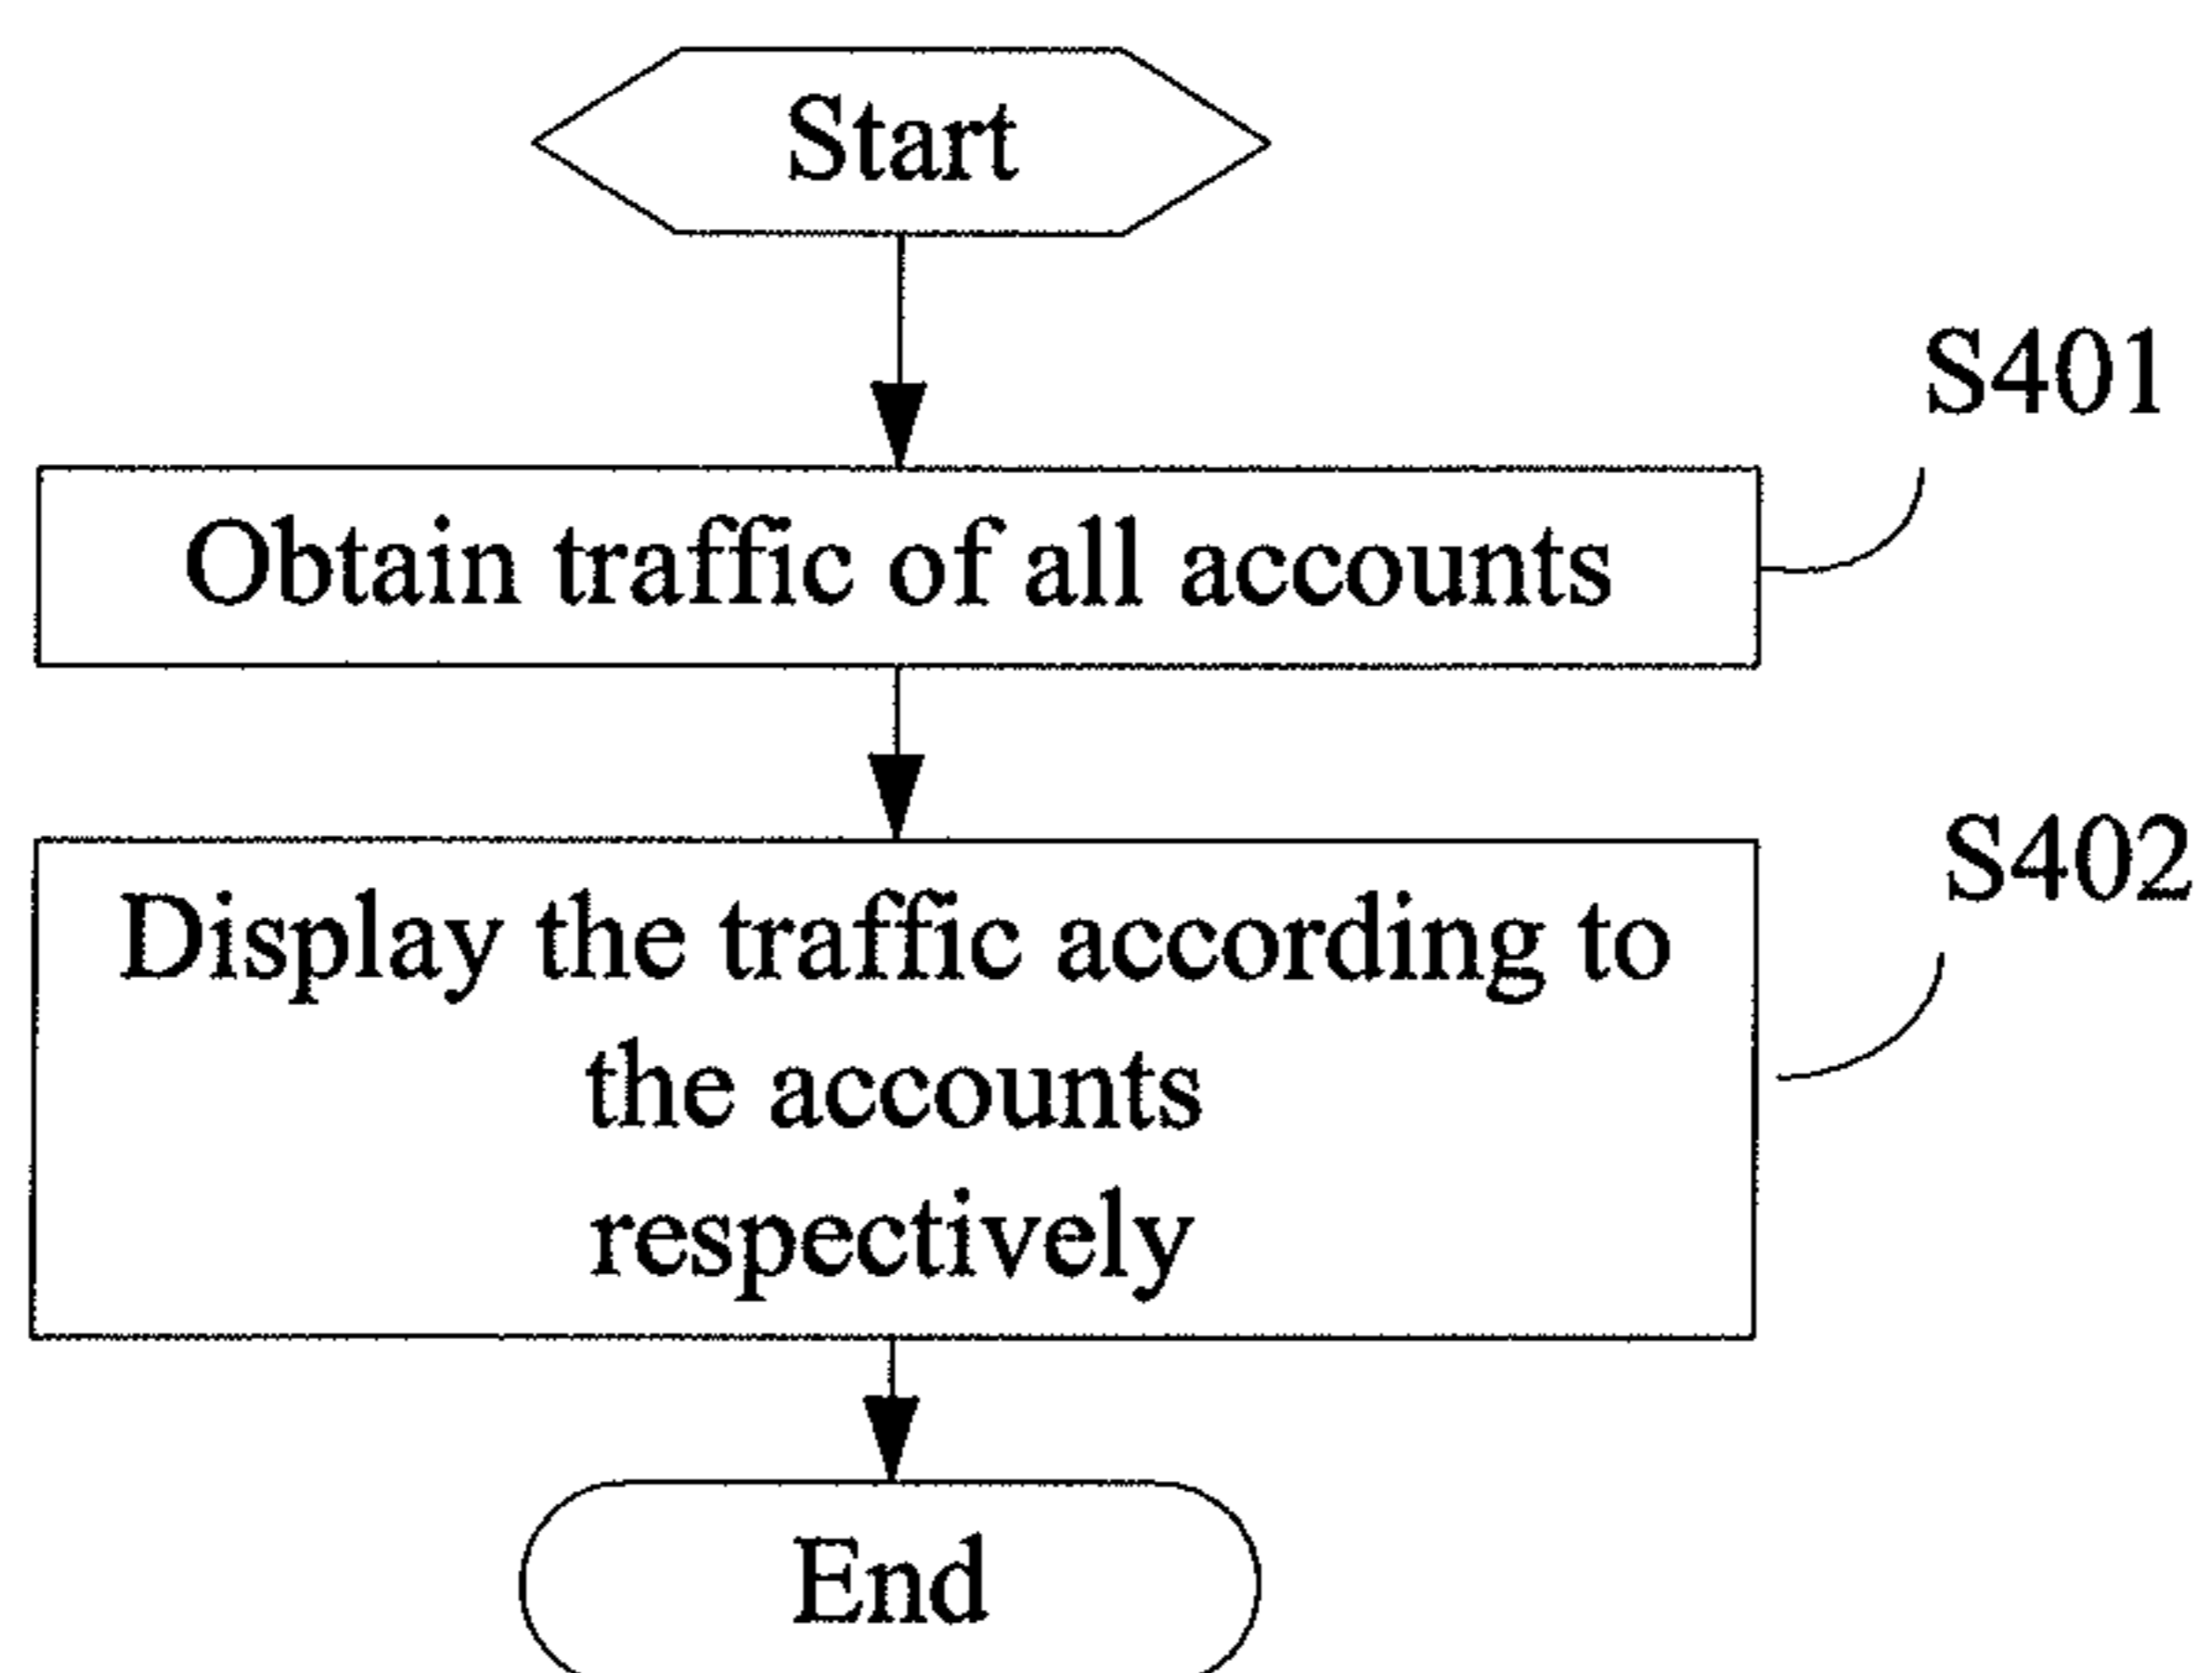 Start
S401
Obtain traffic of all accounts
S402
Display the traffic according to
the accounts
respectively
End